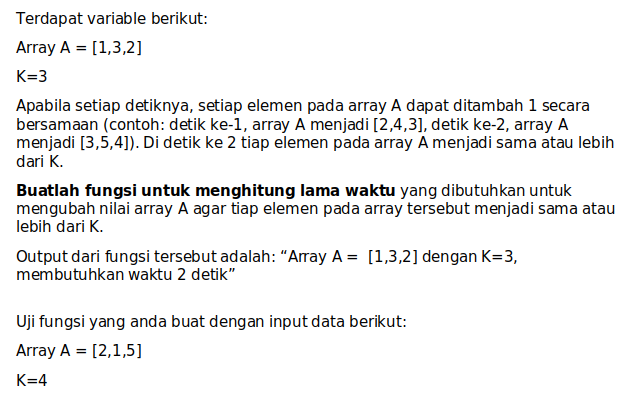 Terdapat variable berikut:
Array A = [1,3,2]
K=3
Apabila setiap detiknya, setiap elemen pada array A dapat ditambah 1 secara
bersamaan (contoh: detik ke-1, array A menjadi [2,4,3], detik ke-2, array A
menjadi [3,5,4]). Di detik ke 2 tiap elemen pada array A menjadi sama atau lebih
dari K.
Buatlah fungsi untuk menghitung lama waktu yang dibutuhkan untuk
mengubah nilai array A agar tiap elemen pada array tersebut menjadi sama atau
lebih dari K.
Output dari fungsi tersebut adalah: “Array A =  [1,3,2] dengan K=3,
membutuhkan waktu 2 detik”
Uji fungsi yang anda buat dengan input data berikut:
Array A = [2,1,5]
K=4